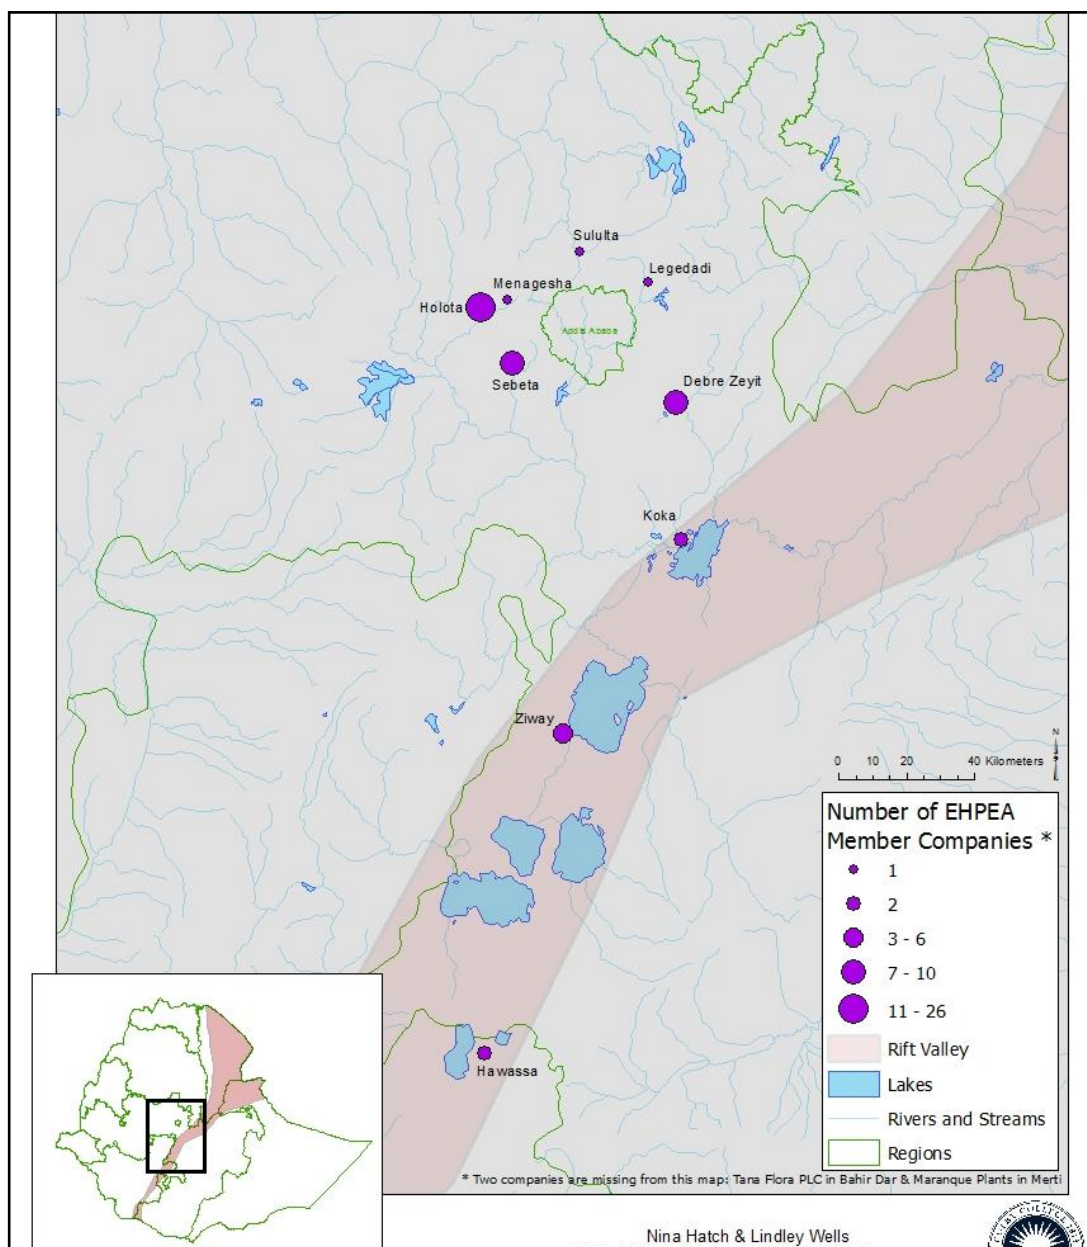 Sululta
Legedadi
Menagesha
Holota
Addis Ababa
Sebeta
Debre Zeyit
Koka
Ziway
N
0 10 20 40 Kilometers
Number of EHPEA
Member Companies *
1
2
3 - 6
7 - 10
11 - 26
Rift Valley
Lakes
Rivers and Streams
Regions
Hawassa
* Two companies are missing from this map: Tana Flora PLC in Bahir Dar & Maranque Plants in Merti
Nina Hatch & Lindley Wells
COLBY COLLEGE